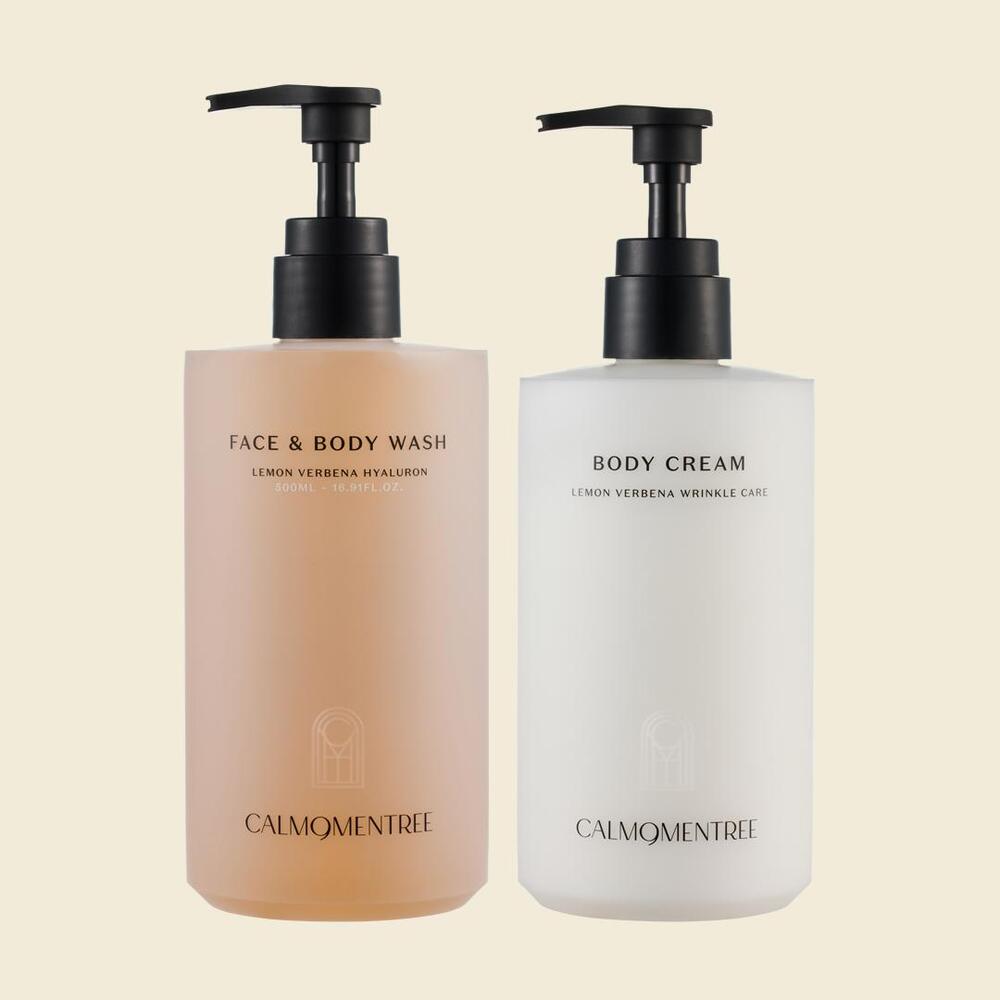 FACE & BODY WASH
LEMON VERBENA HYALURON
500ML - 16.91FL.OZ.
CALMOMENTREE
BODY CREAM
LEMON VERBENA WRINKLE CARE
CALMOMENTREE